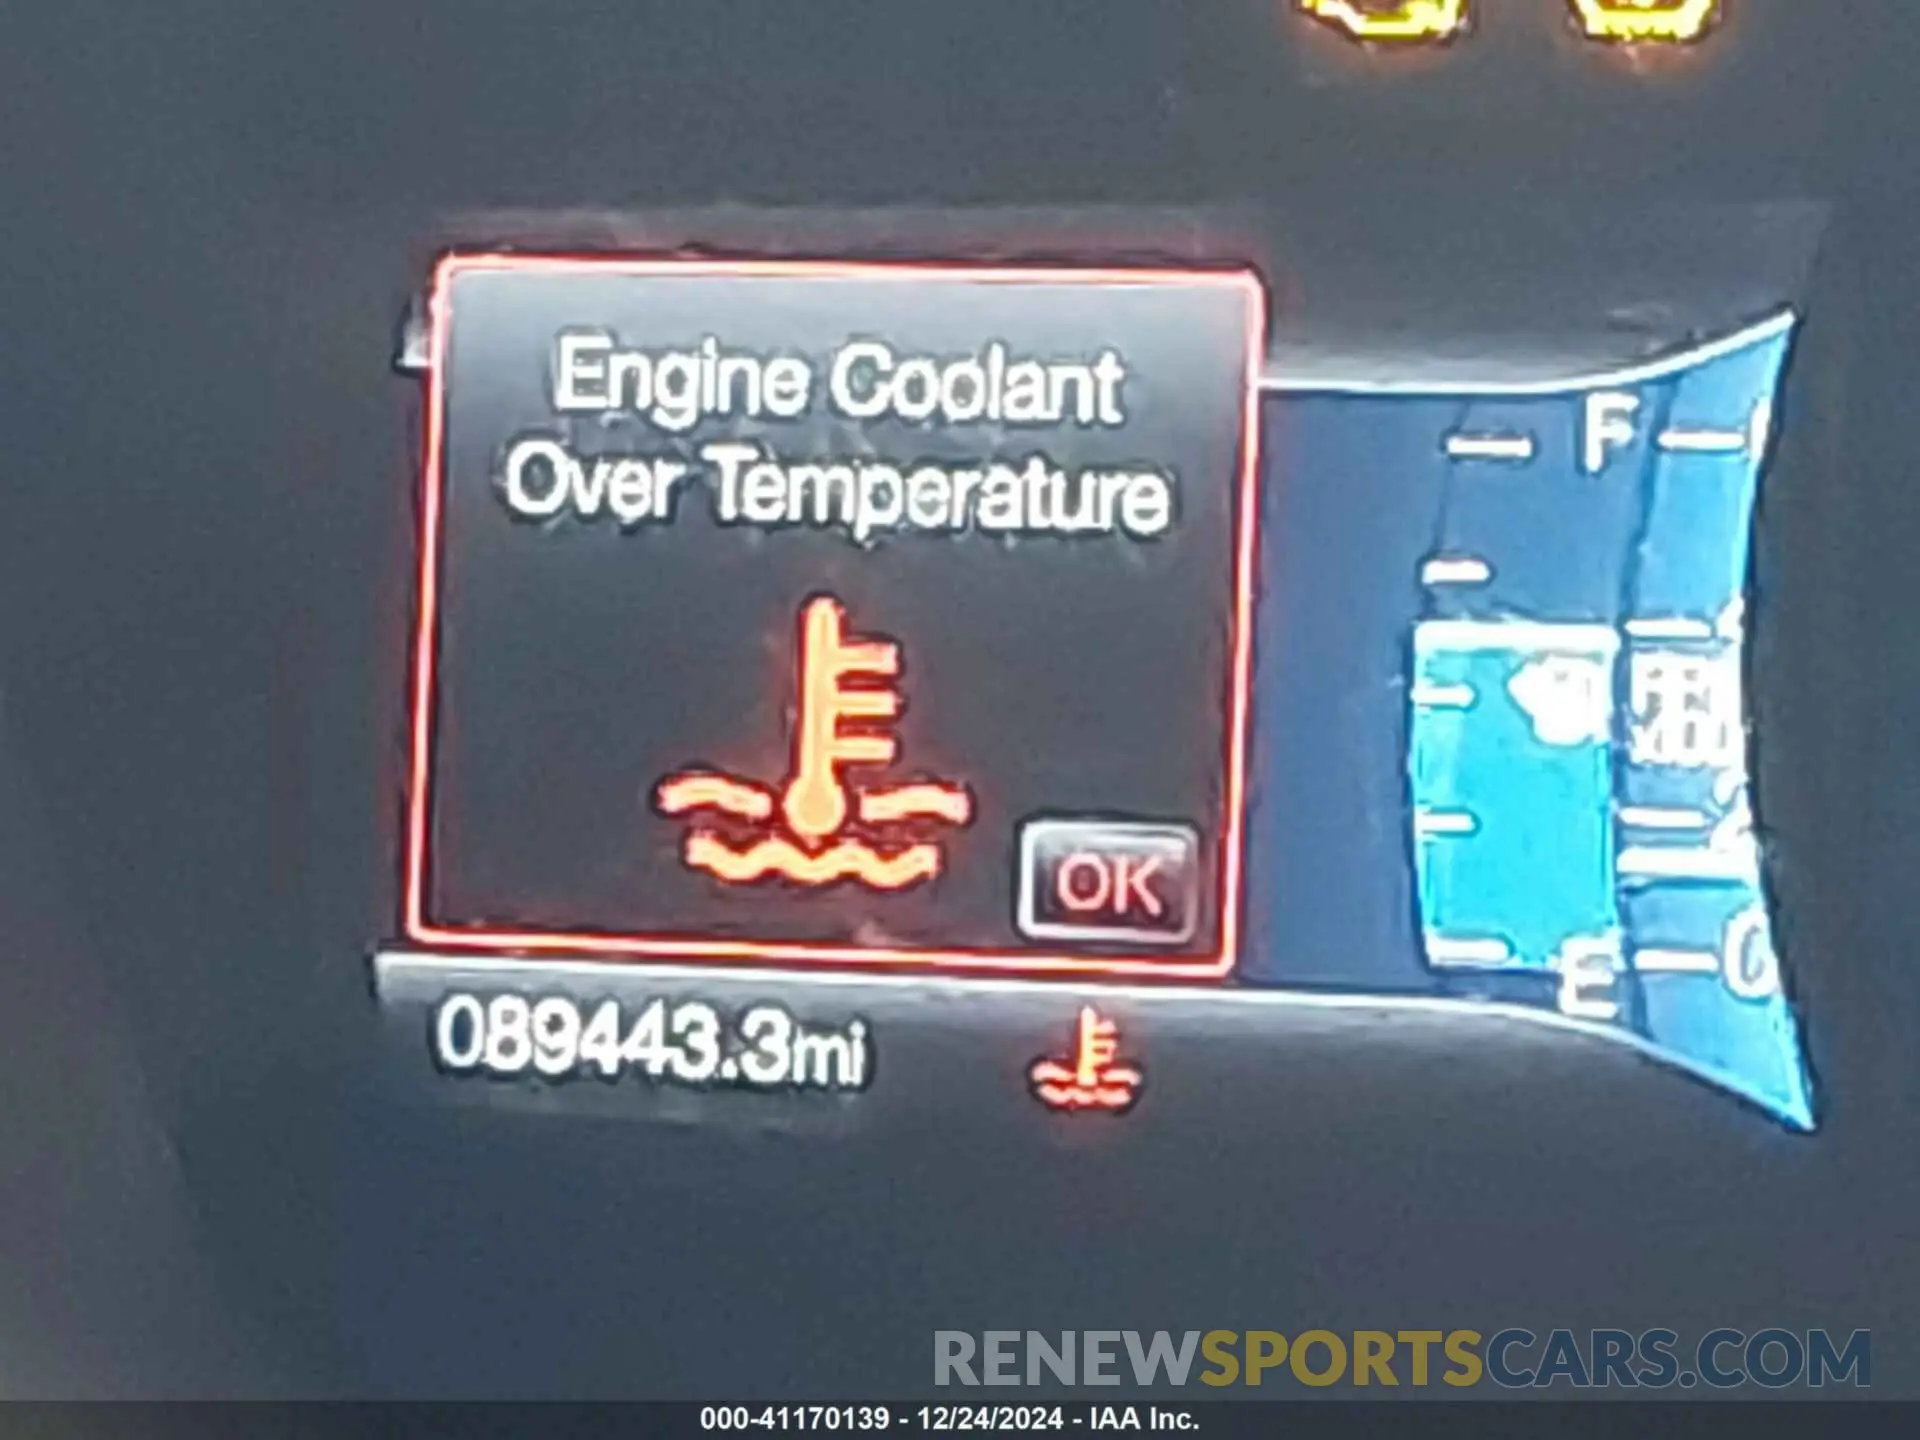 Engine Coolant
Over Temperature
OK
F
E
089443.3mi
RENEWSPORTSCARS.COM
000-41170139 - 12/24/2024 - IAA Inc.